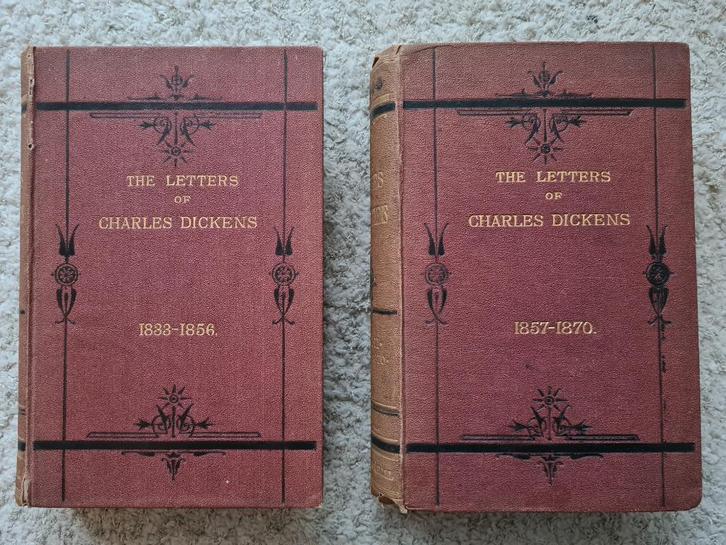 THE LETTERS
OF
CHARLES DICKENS
1833-1856.
THE LETTERS
OF
CHARLES DICKENS
1857-1870.